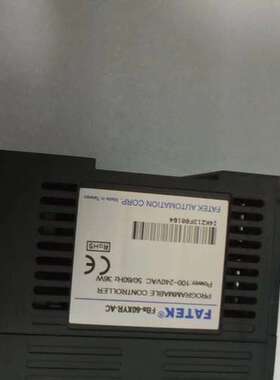 FATEK® FBs-60XYR-AC
PROGRAMMABLE CONTROLLER
Power 100~240VAC 50/60Hz 36W
CE RoHS
I4K213F00104
FATEK AUTOMATION CORP. Made in Taiwan